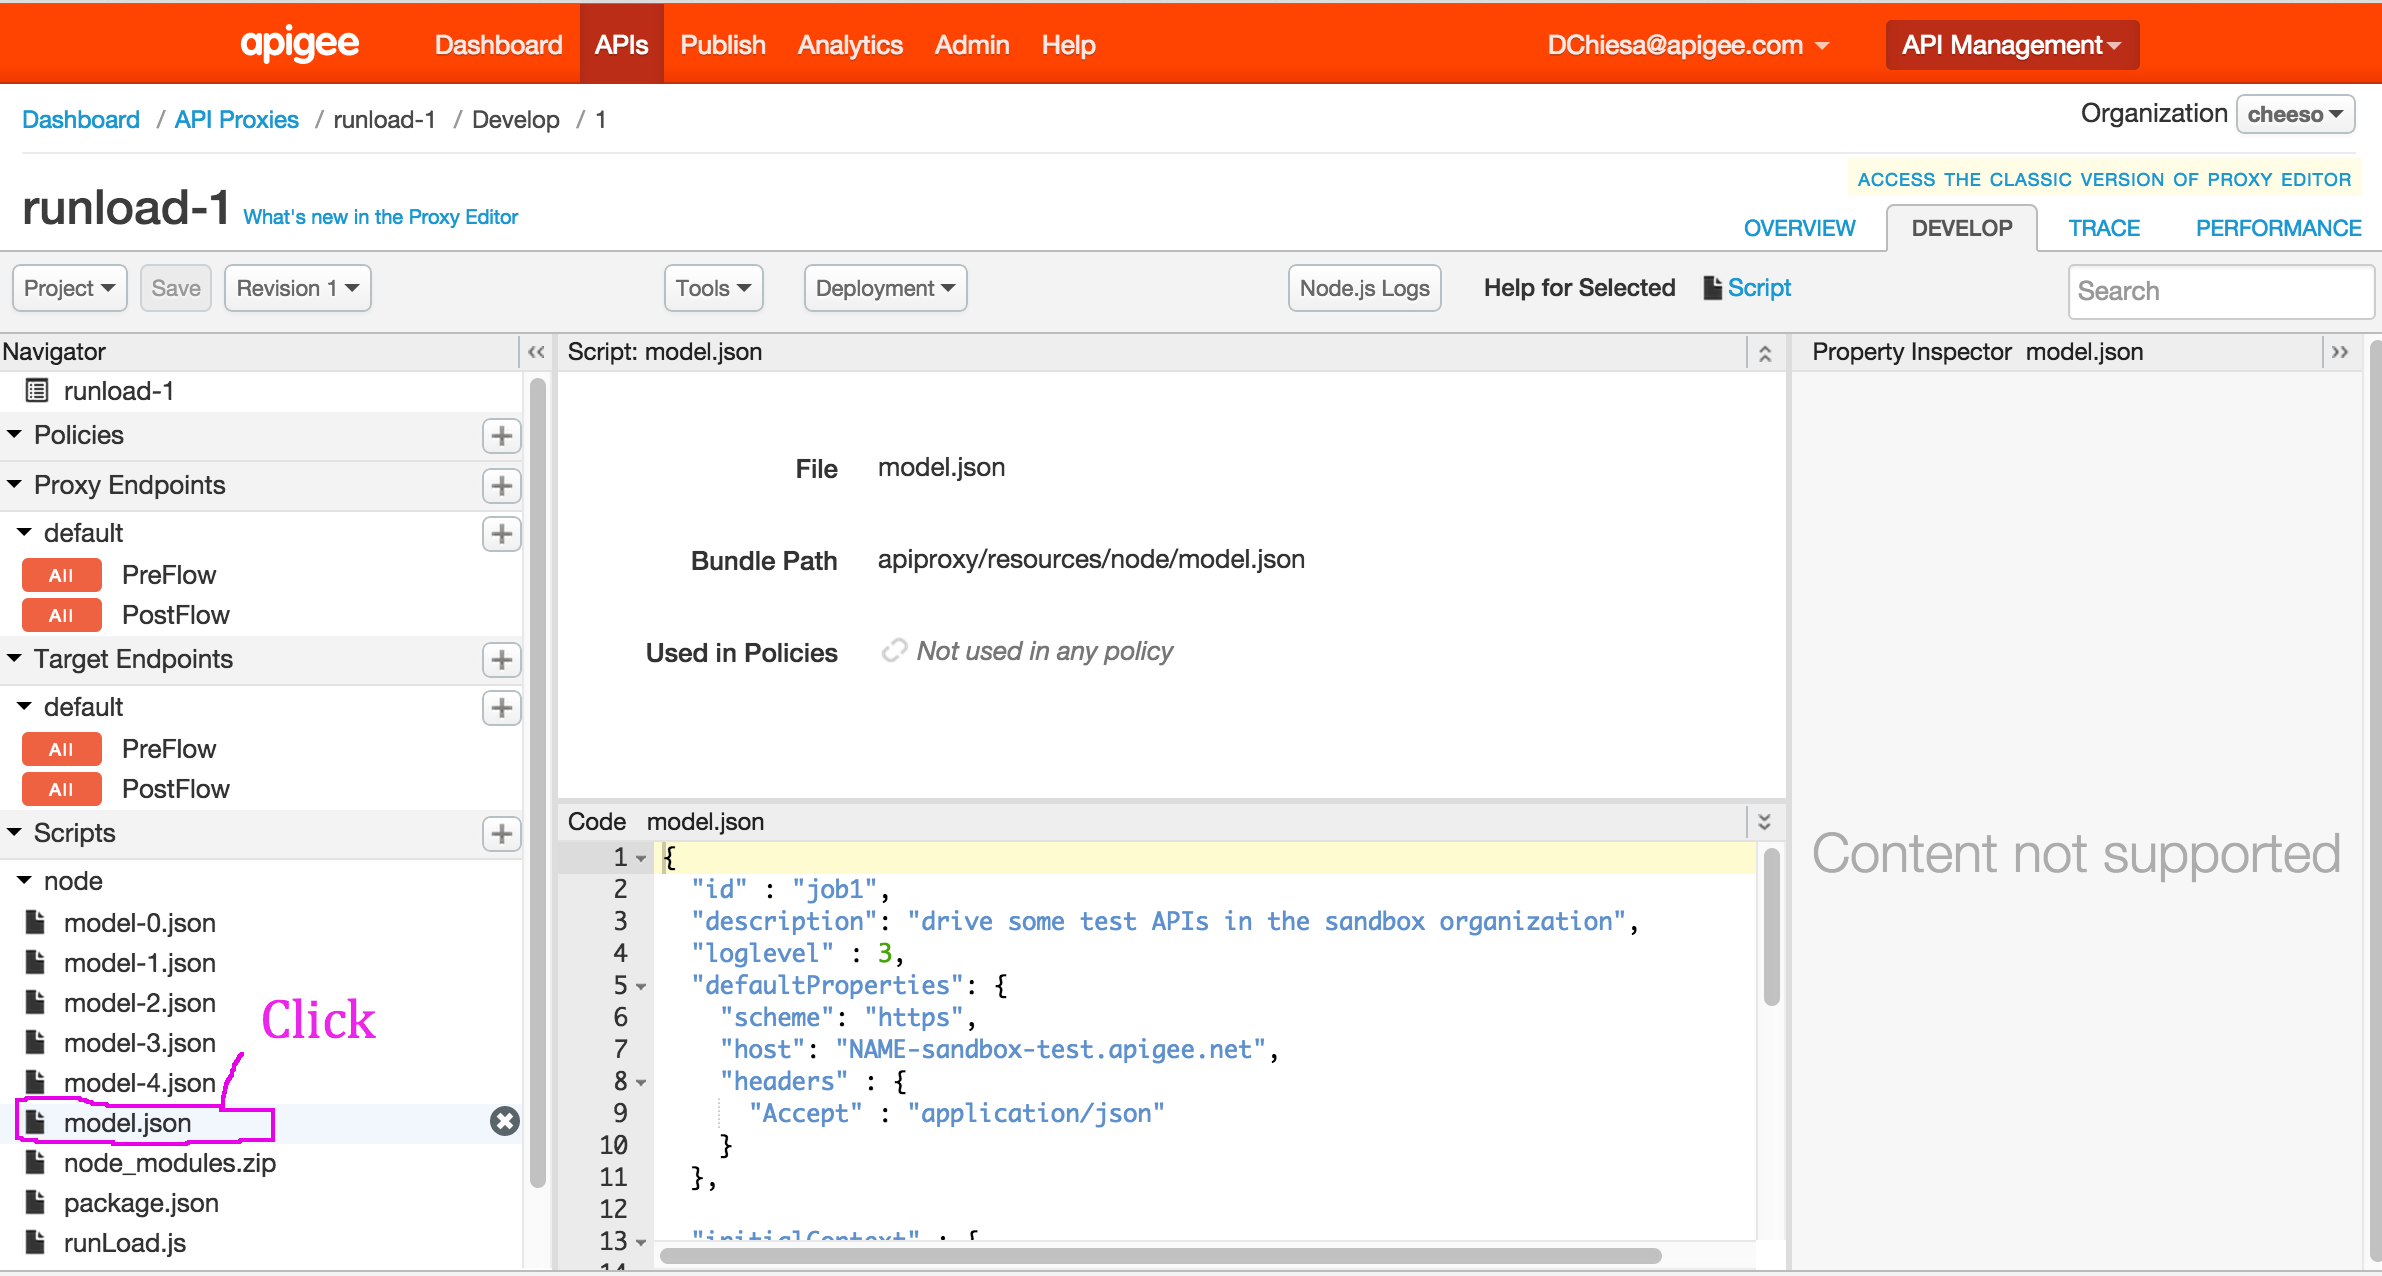 apigee Dashboard APIs Publish Analytics Admin Help DChiesa@apigee.com API Management
Dashboard / API Proxies / runload-1 / Develop / 1 Organization cheeso
ACCESS THE CLASSIC VERSION OF PROXY EDITOR
runload-1 What's new in the Proxy Editor OVERVIEW DEVELOP TRACE PERFORMANCE
Project Save Revision 1 Tools Deployment Node.js Logs Help for Selected Script Search
Navigator
runload-1
Policies
Proxy Endpoints
default
All PreFlow
All PostFlow
Target Endpoints
default
All PreFlow
All PostFlow
Scripts
node
model-0.json
model-1.json
model-2.json
Click
model-3.json
model-4.json
model.json
node_modules.zip
package.json
runLoad.js
Script: model.json
File model.json
Bundle Path apiproxy/resources/node/model.json
Used in Policies Not used in any policy
Code model.json
1 {
2 "id" : "job1",
3 "description": "drive some test APIs in the sandbox organization",
4 "loglevel" : 3,
5 "defaultProperties": {
6 "scheme": "https",
7 "host": "NAME-sandbox-test.apigee.net",
8 "headers" : {
9 "Accept" : "application/json"
10 }
11 },
12
13 "initialContext" : {
14
Property Inspector model.json
Content not supported